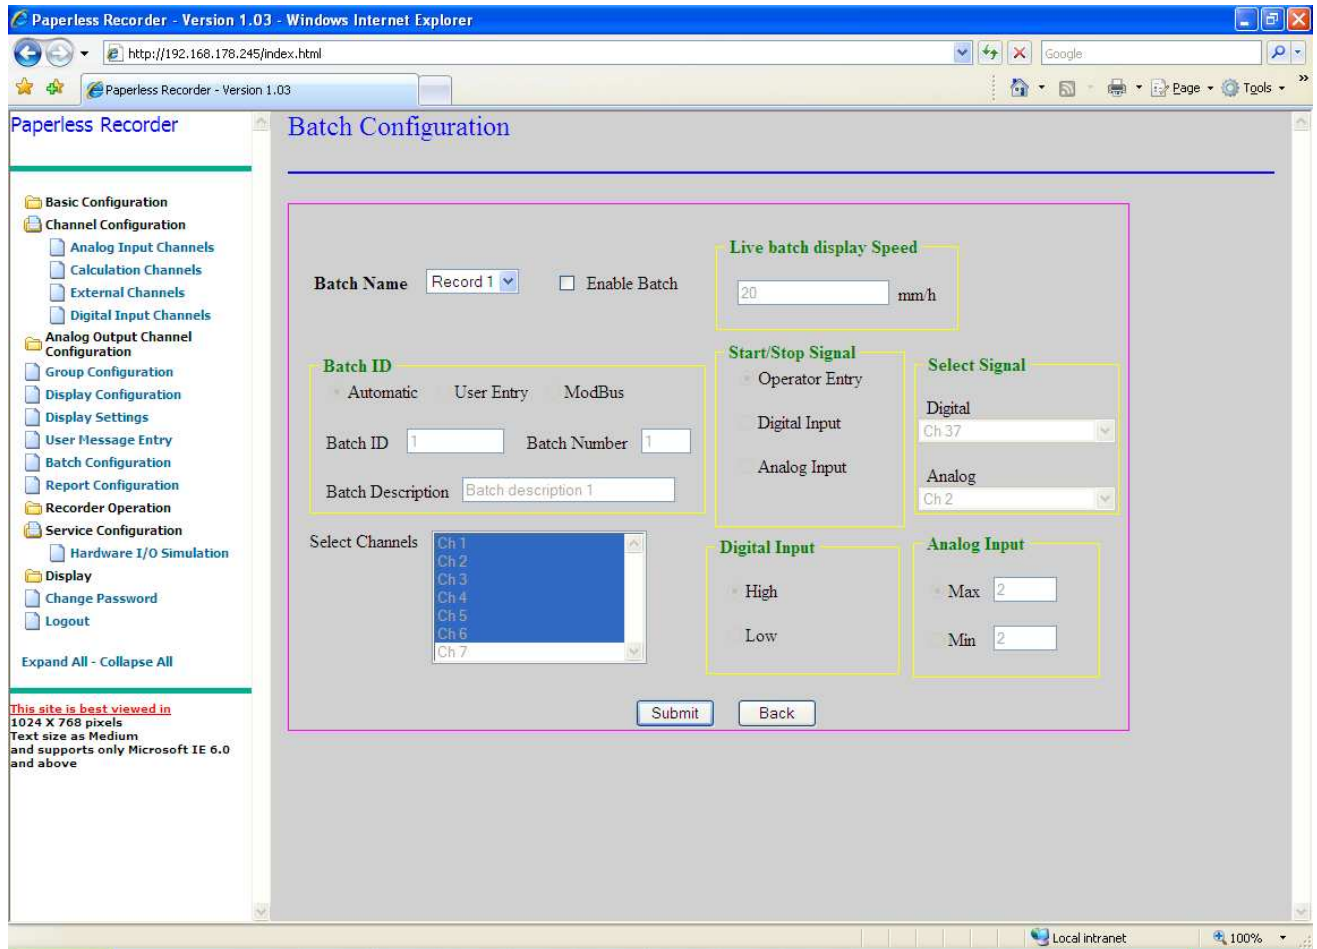 Paperless Recorder - Version 1.03 - Windows Internet Explorer
http://192.168.178.245/index.html
Google
Paperless Recorder - Version 1.03
Page
Tools
»
Paperless Recorder
Basic Configuration
Channel Configuration
Analog Input Channels
Calculation Channels
External Channels
Digital Input Channels
Analog Output Channel
Configuration
Group Configuration
Display Configuration
Display Settings
User Message Entry
Batch Configuration
Report Configuration
Recorder Operation
Service Configuration
Hardware I/O Simulation
Display
Change Password
Logout
Expand All - Collapse All
This site is best viewed in
1024 X 768 pixels
Text size as Medium
and supports only Microsoft IE 6.0
and above
Batch Configuration
Batch Name Record 1 Enable Batch
Live batch display Speed
20 mm/h
Batch ID
Automatic User Entry ModBus
Batch ID 1 Batch Number 1
Batch Description Batch description 1
Start/Stop Signal
Operator Entry
Digital Input
Analog Input
Select Signal
Digital
Ch 37
Analog
Ch 2
Select Channels
Ch 1
Ch 2
Ch 3
Ch 4
Ch 5
Ch 6
Ch 7
Digital Input
High
Low
Analog Input
Max 2
Min 2
Submit Back
Local intranet 100%